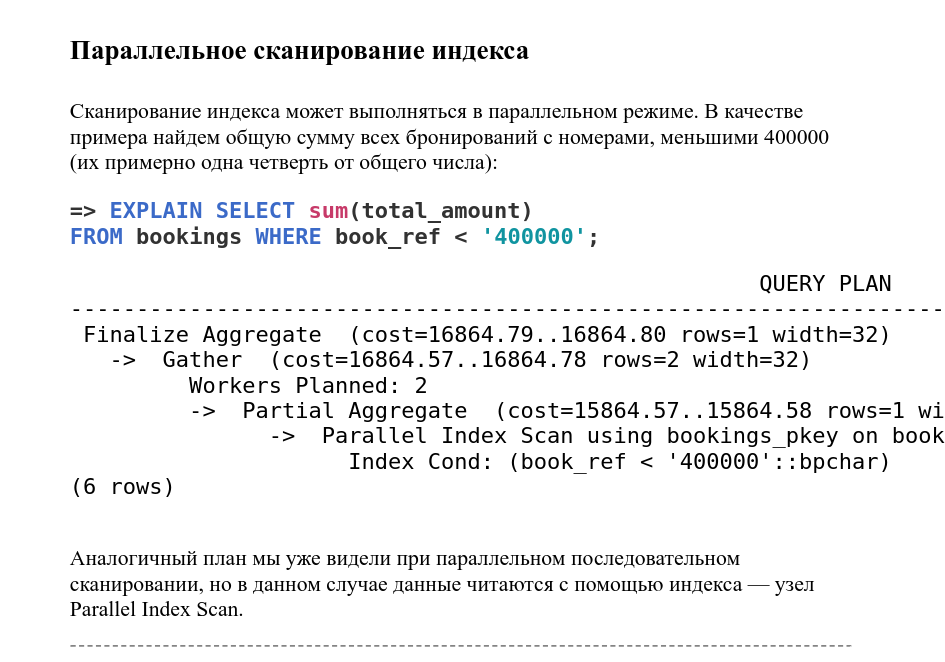 Параллельное сканирование индекса
Сканирование индекса может выполняться в параллельном режиме. В качестве
примера найдем общую сумму всех бронирований с номерами, меньшими 400000
(их примерно одна четверть от общего числа):
=> EXPLAIN SELECT sum(total_amount)
FROM bookings WHERE book_ref < '400000';
QUERY PLAN
------------------------------------------------------------------
Finalize Aggregate  (cost=16864.79..16864.80 rows=1 width=32)
->  Gather  (cost=16864.57..16864.78 rows=2 width=32)
Workers Planned: 2
->  Partial Aggregate  (cost=15864.57..15864.58 rows=1 wi
->  Parallel Index Scan using bookings_pkey on book
Index Cond: (book_ref < '400000'::bpchar)
(6 rows)
Аналогичный план мы уже видели при параллельном последовательном
сканировании, но в данном случае данные читаются с помощью индекса — узел
Parallel Index Scan.